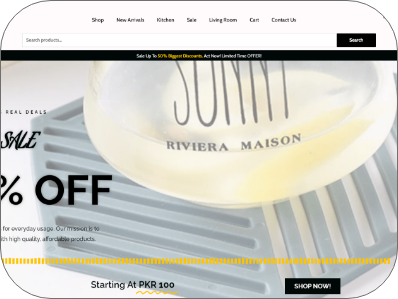 Shop New Arrivals Kitchen Sale Living Room Cart Contact Us
Search products... Search
Sale Up To 50% Biggest Discounts. Act Now! Limited Time OFFER!
SUNNY
RIVIERA MAISON
REAL DEALS
SALE
% OFF
for everyday usage. Our mission is to
with high quality, affordable products.
Starting At PKR 100
SHOP NOW!